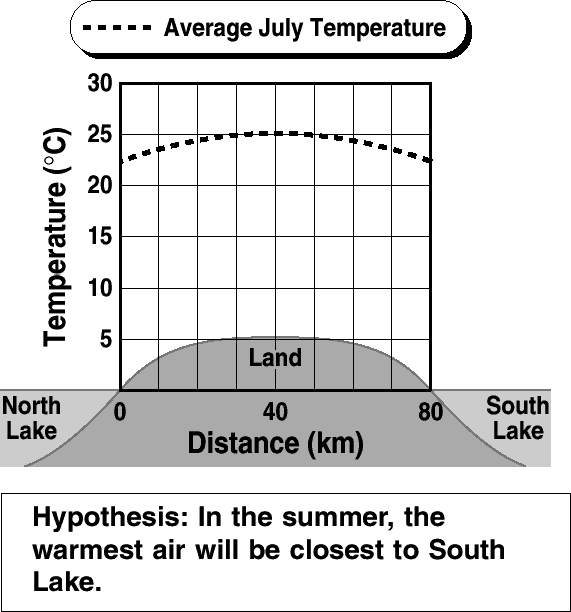 Average July Temperature
30
25
20
15
10
5
Temperature (°C)
Land
North
Lake
0
40
80
South
Lake
Distance (km)
Hypothesis: In the summer, the
warmest air will be closest to South
Lake.